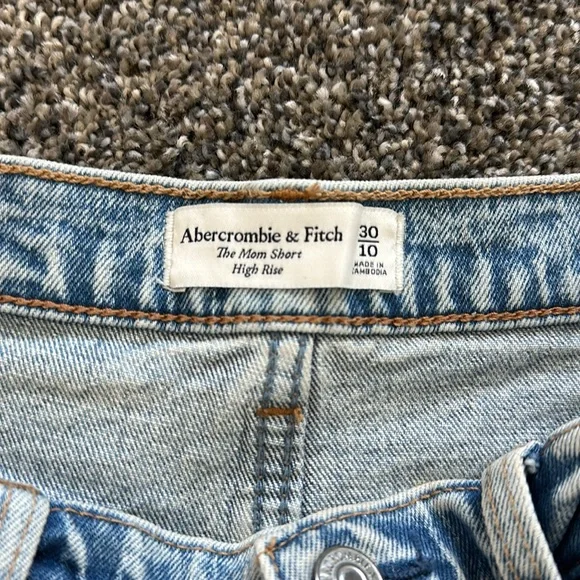 Abercrombie & Fitch
The Mom Short
High Rise
30
10
MADE IN
CAMBODIA